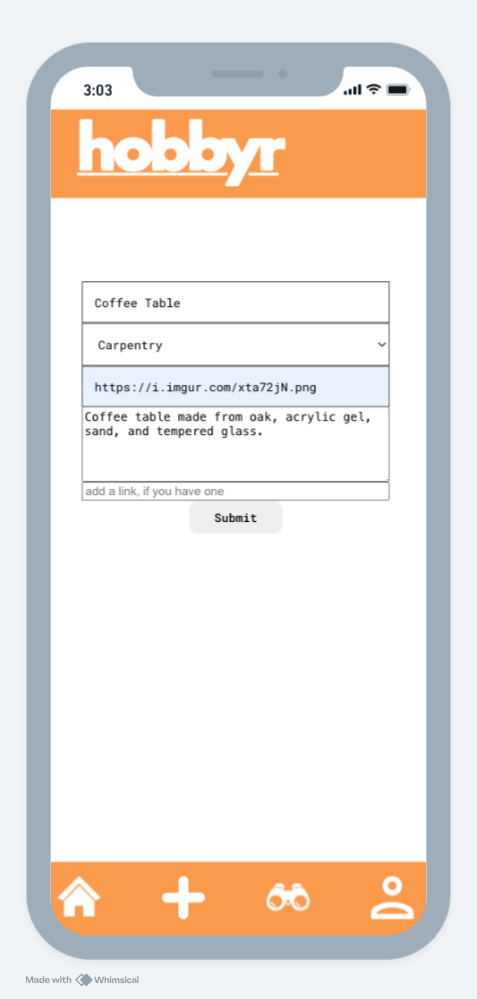 3:03
hobbyr
Coffee Table
Carpentry
https://i.imgur.com/xta72jN.png
Coffee table made from oak, acrylic gel,
sand, and tempered glass.
add a link, if you have one
Submit
Made with Whimsical